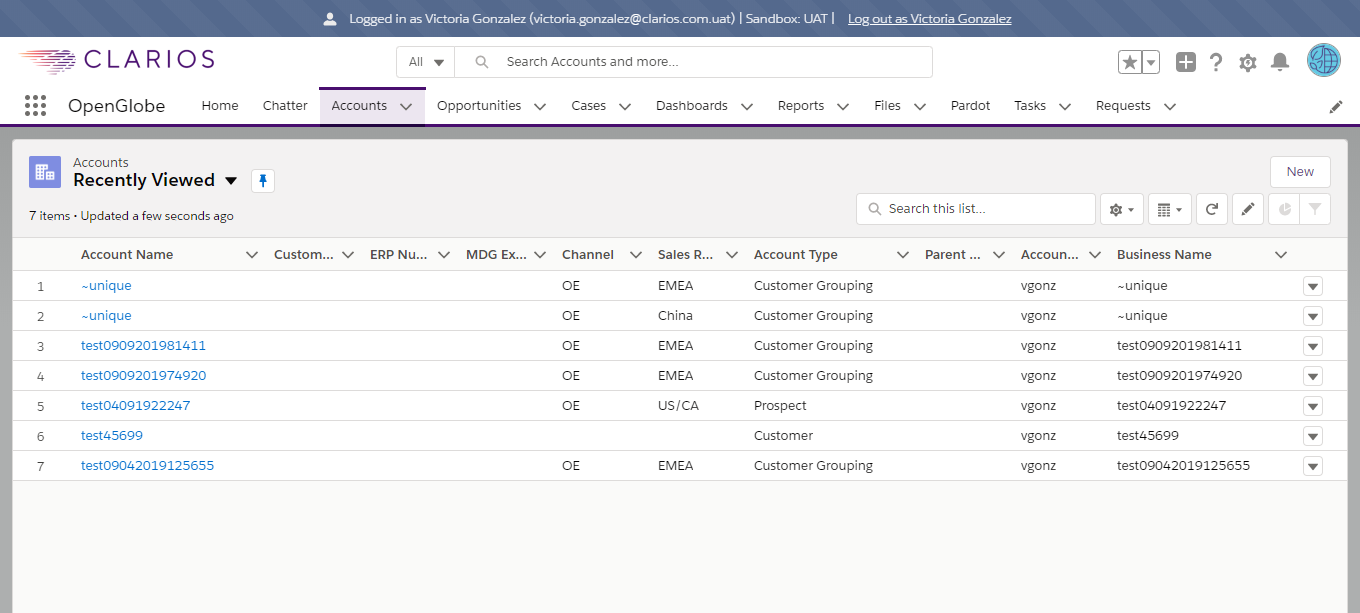 Logged in as Victoria Gonzalez (victoria.gonzalez@clarios.com.uat) | Sandbox: UAT | Log out as Victoria Gonzalez
CLARIOS
All Search Accounts and more...
OpenGlobe Home Chatter Accounts Opportunities Cases Dashboards Reports Files Pardot Tasks Requests
Accounts
Recently Viewed
New
7 items • Updated a few seconds ago
Search this list...
Account Name Custom... ERP Nu... MDG Ex... Channel Sales R... Account Type Parent ... Accoun... Business Name
1 ~unique OE EMEA Customer Grouping vgonz ~unique
2 ~unique OE China Customer Grouping vgonz ~unique
3 test0909201981411 OE EMEA Customer Grouping vgonz test0909201981411
4 test0909201974920 OE EMEA Customer Grouping vgonz test0909201974920
5 test04091922247 OE US/CA Prospect vgonz test04091922247
6 test45699 Customer vgonz test45699
7 test09042019125655 OE EMEA Customer Grouping vgonz test09042019125655